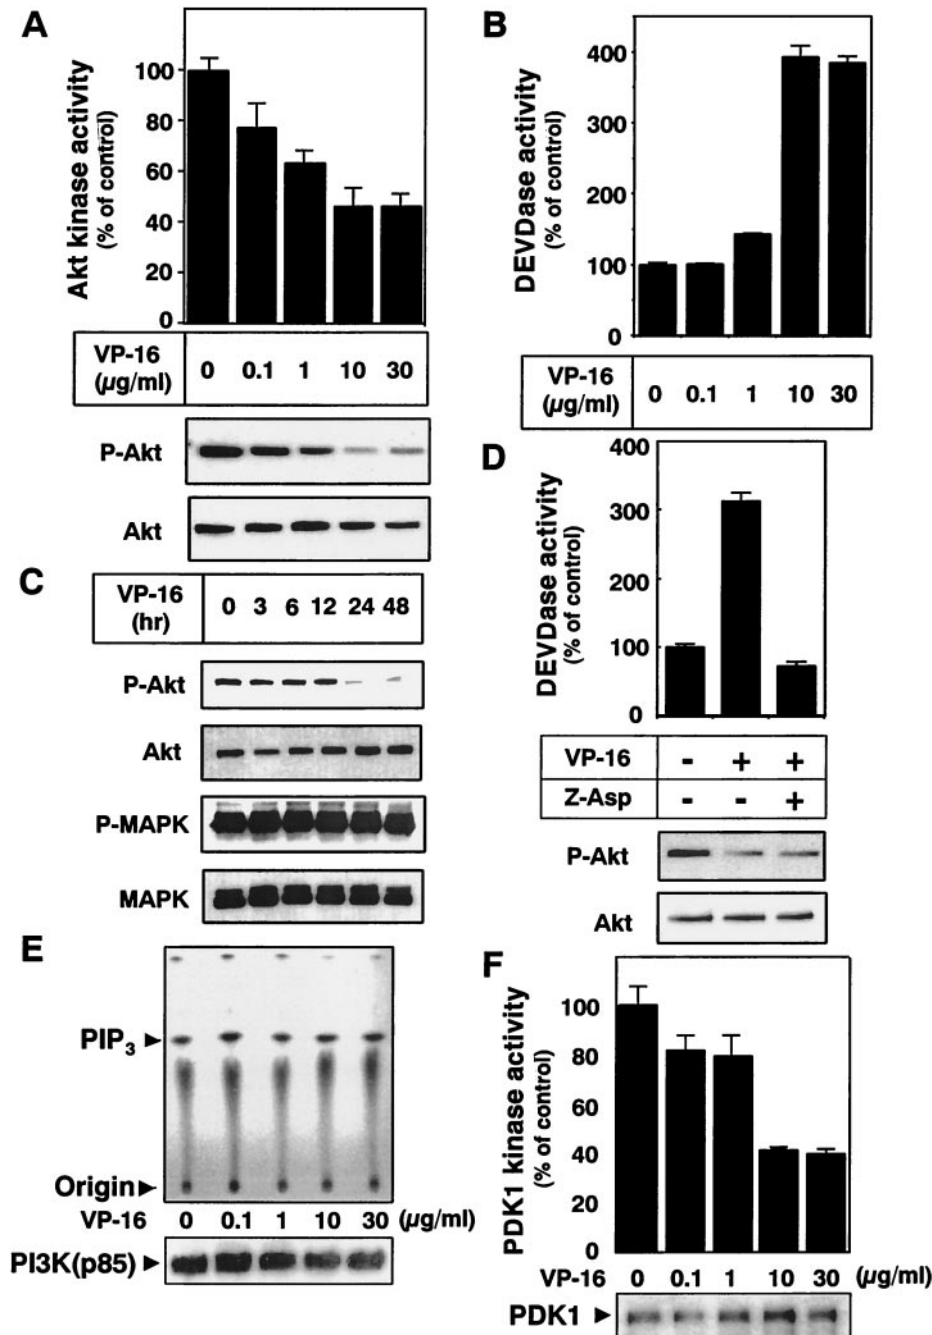 A
Akt kinase activity
(% of control)
100
80
60
40
20
0
VP-16
(µg/ml)
0 0.1 1 10 30
P-Akt
Akt
B
DEVDase activity
(% of control)
400
300
200
100
0
VP-16
(µg/ml)
0 0.1 1 10 30
C
VP-16
(hr)
0 3 6 12 24 48
P-Akt
Akt
P-MAPK
MAPK
D
DEVDase activity
(% of control)
400
300
200
100
0
VP-16 - + +
Z-Asp - - +
P-Akt
Akt
E
PIP3
Origin
VP-16 0 0.1 1 10 30 (µg/ml)
PI3K(p85)
F
PDK1 kinase activity
(% of control)
100
80
60
40
20
0
VP-16 0 0.1 1 10 30 (µg/ml)
PDK1